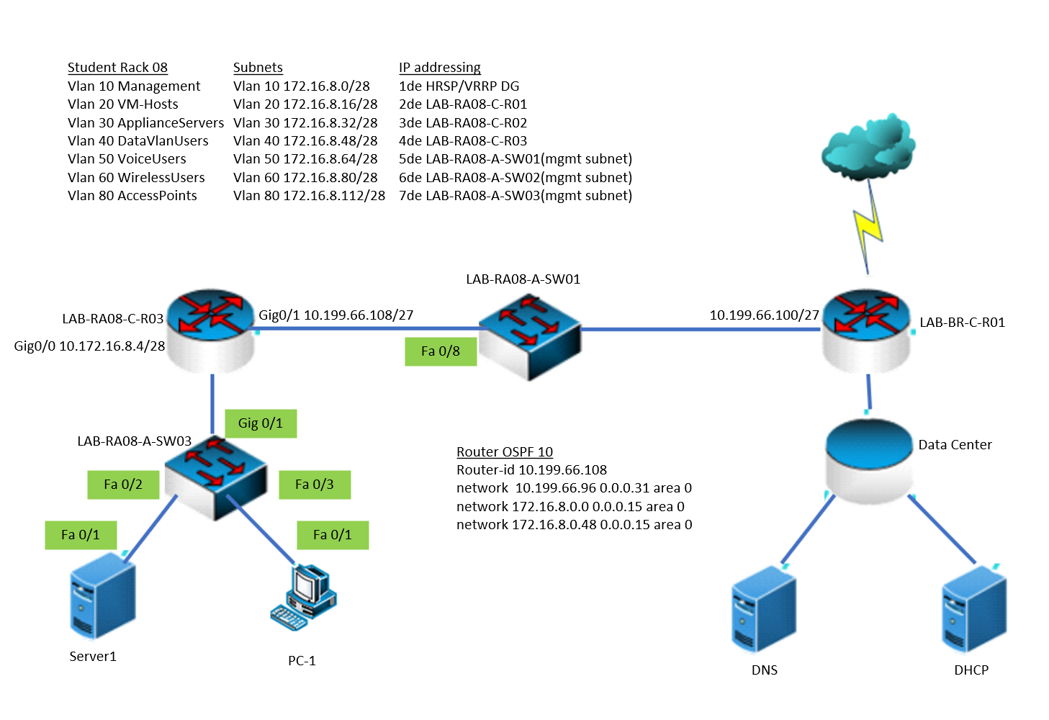 Student Rack 08
Vlan 10 Management
Vlan 20 VM-Hosts
Vlan 30 ApplianceServers
Vlan 40 DataVlanUsers
Vlan 50 VoiceUsers
Vlan 60 WirelessUsers
Vlan 80 AccessPoints
Subnets
Vlan 10 172.16.8.0/28
Vlan 20 172.16.8.16/28
Vlan 30 172.16.8.32/28
Vlan 40 172.16.8.48/28
Vlan 50 172.16.8.64/28
Vlan 60 172.16.8.80/28
Vlan 80 172.16.8.112/28
IP addressing
1de HRSP/VRRP DG
2de LAB-RA08-C-R01
3de LAB-RA08-C-R02
4de LAB-RA08-C-R03
5de LAB-RA08-A-SW01(mgmt subnet)
6de LAB-RA08-A-SW02(mgmt subnet)
7de LAB-RA08-A-SW03(mgmt subnet)
LAB-RA08-A-SW01
LAB-RA08-C-R03
Gig0/1 10.199.66.108/27
10.199.66.100/27
LAB-BR-C-R01
Gig0/0 10.172.16.8.4/28
Fa 0/8
Gig 0/1
LAB-RA08-A-SW03
Fa 0/2
Fa 0/3
Fa 0/1
Fa 0/1
Server1
PC-1
Router OSPF 10
Router-id 10.199.66.108
network 10.199.66.96 0.0.0.31 area 0
network 172.16.8.0.0 0.0.0.15 area 0
network 172.16.8.0.48 0.0.0.15 area 0
Data Center
DNS
DHCP